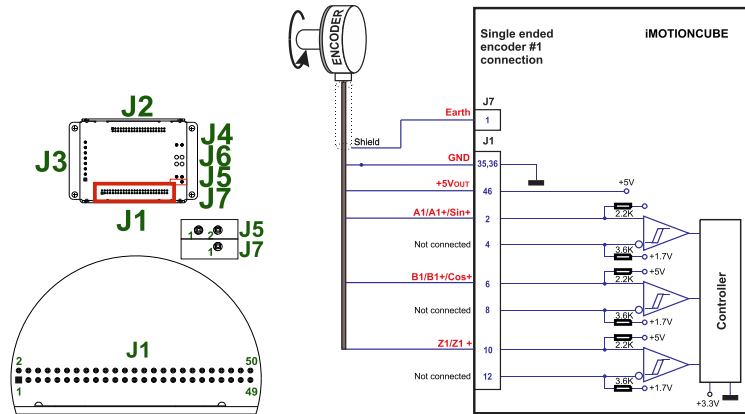 ENCODER
Single ended
encoder #1
connection
iMOTIONCUBE
J7
Earth
1
Shield
J1
GND
35,36
+5VOUT
46
+5V
A1/A1+/Sin+
2
2.2K
Not connected
4
3.6K
+1.7V
+5V
B1/B1+/Cos+
6
2.2K
Not connected
8
3.6K
+1.7V
+5V
Z1/Z1 +
10
2.2K
Not connected
12
3.6K
+1.7V
Controller
+3.3V
J2
J3
J4
J6
J5
J7
J1
1 2 J5
1 J7
J1
2 50
1 49